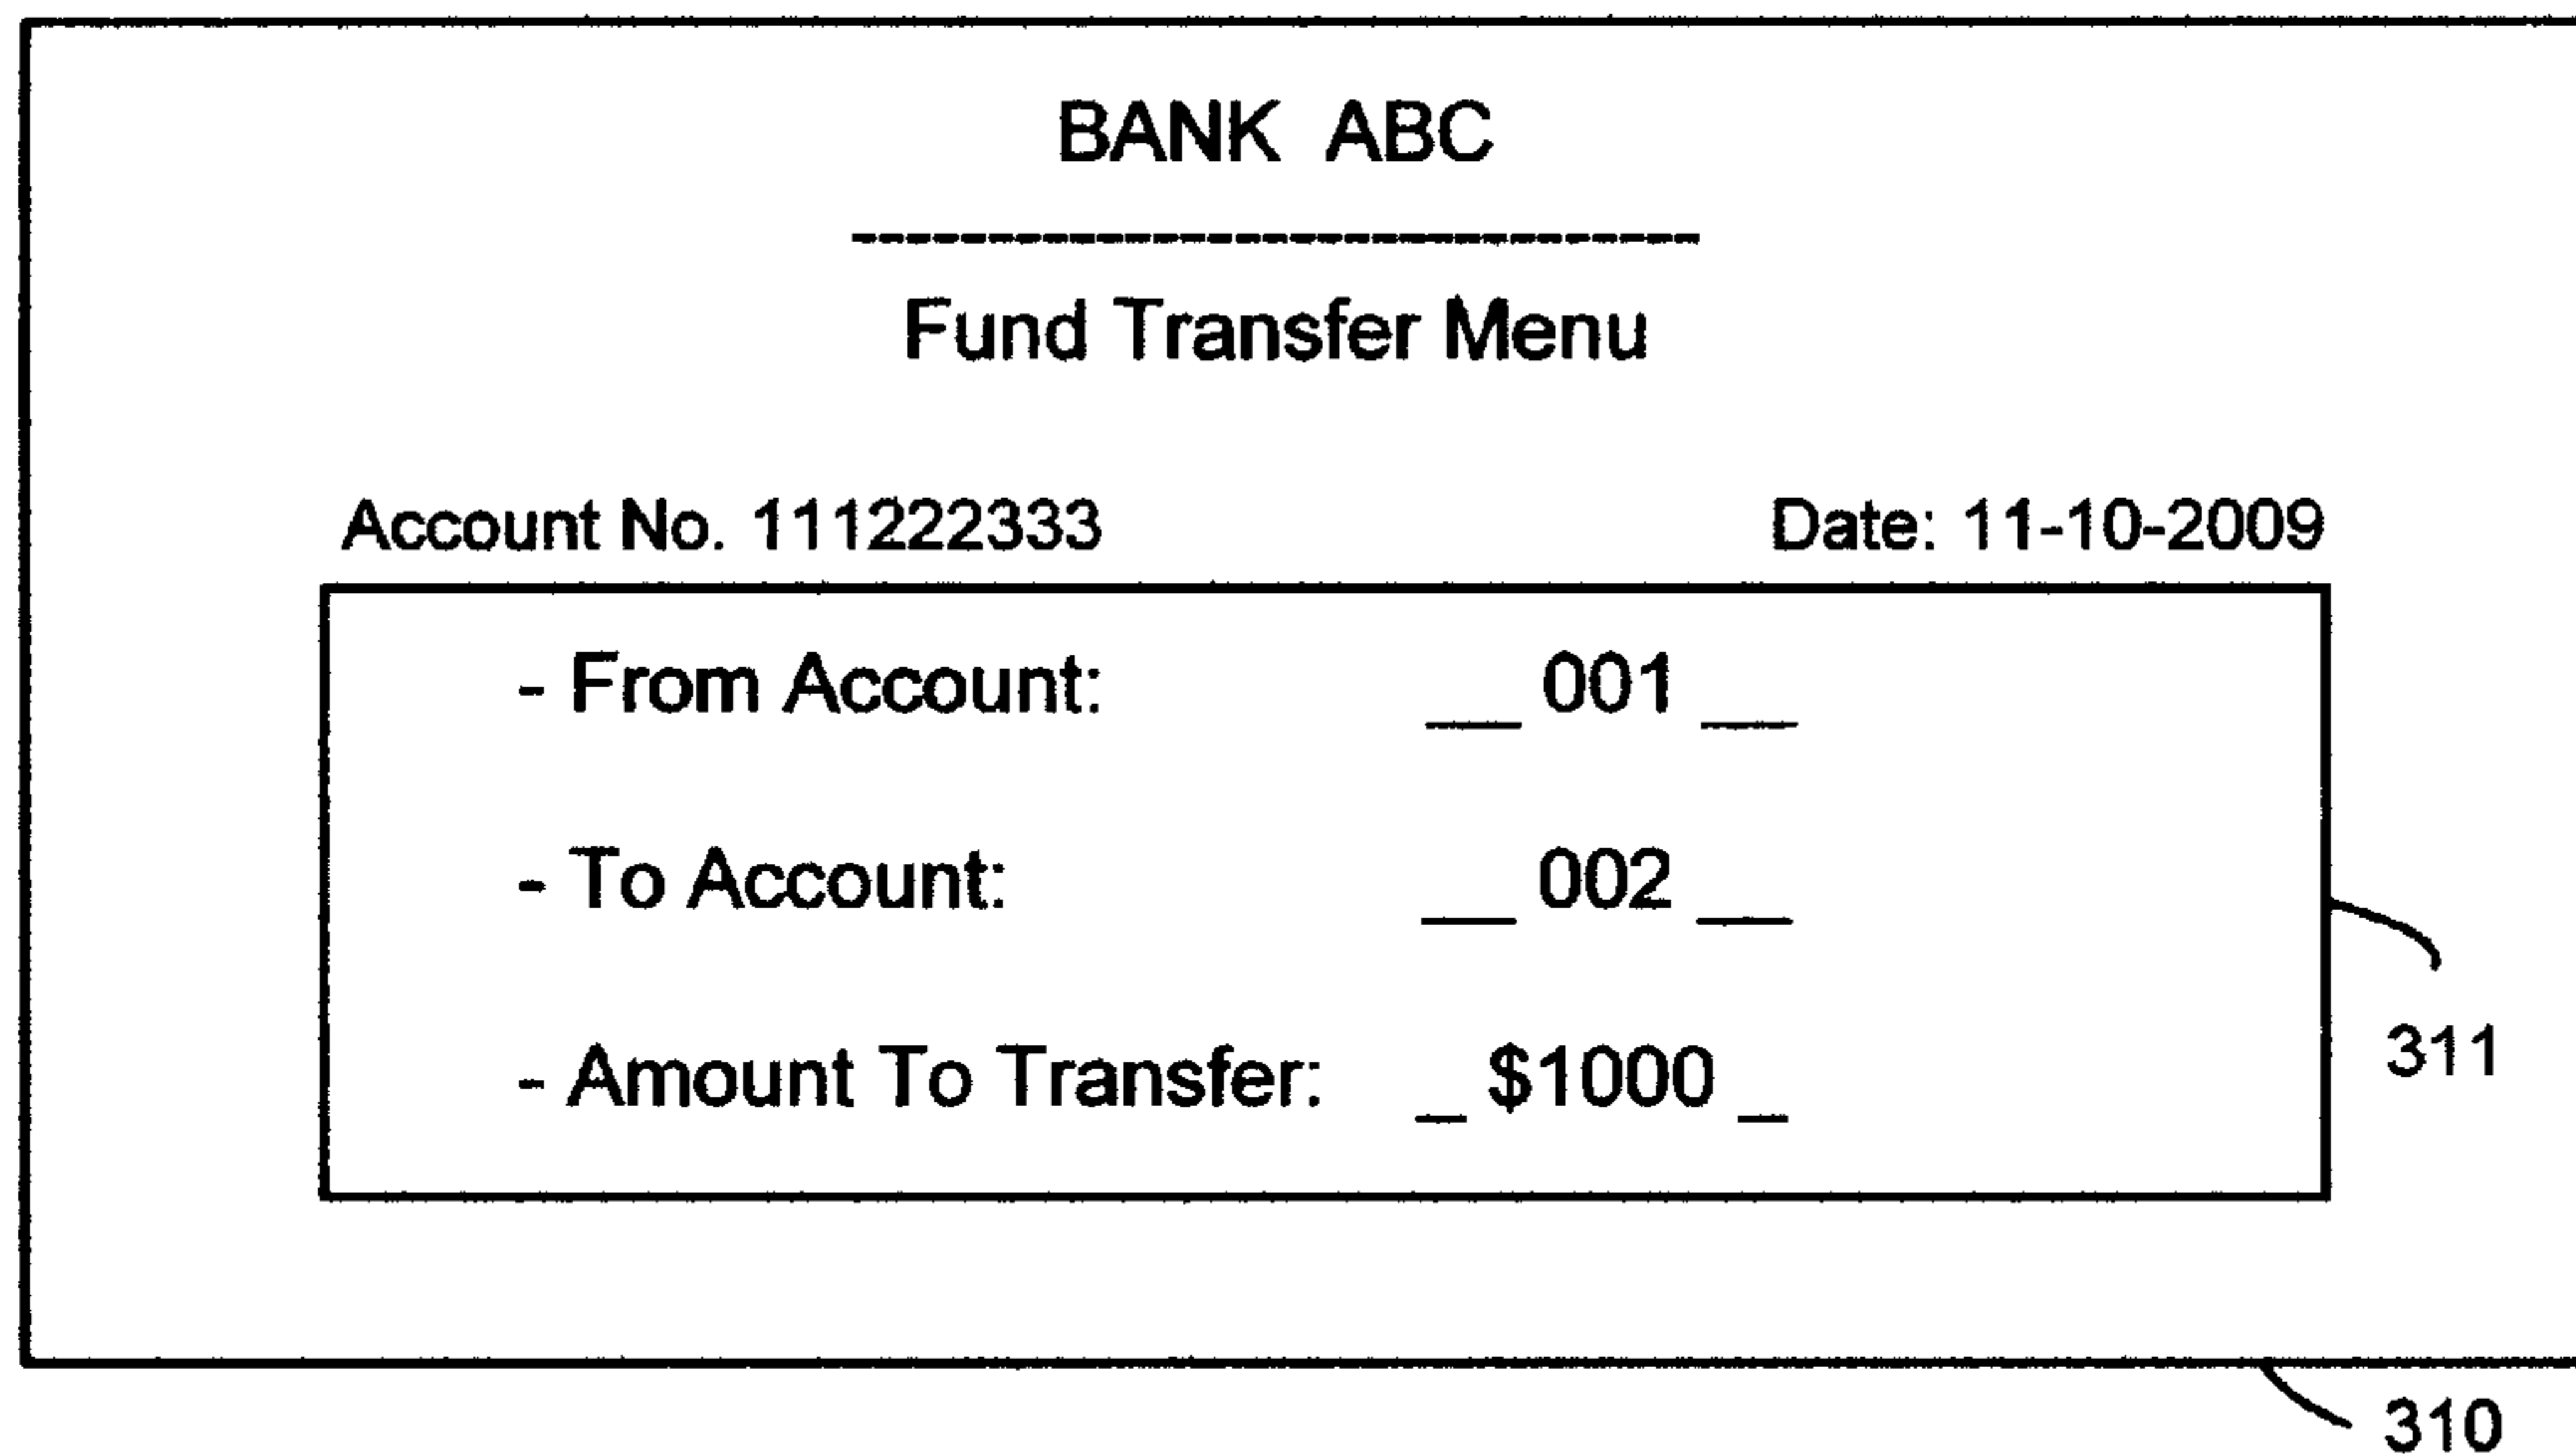 BANK ABC
--------------------------------
Fund Transfer Menu
Account No. 111222333 Date: 11-10-2009
- From Account: __ 001 __
- To Account: __ 002 __
- Amount To Transfer: _ $1000 _
311
310